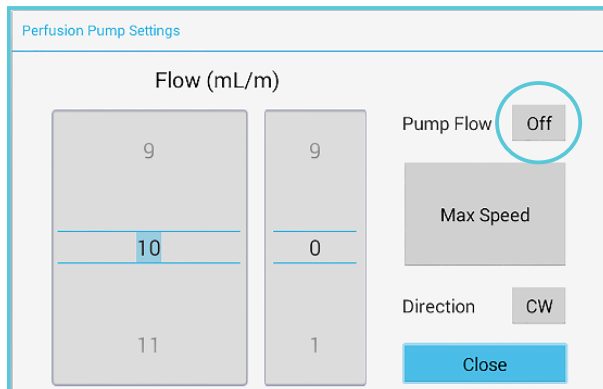 Perfusion Pump Settings
Flow (mL/m)
9 9
10 0
11 1
Pump Flow Off
Max Speed
Direction CW
Close